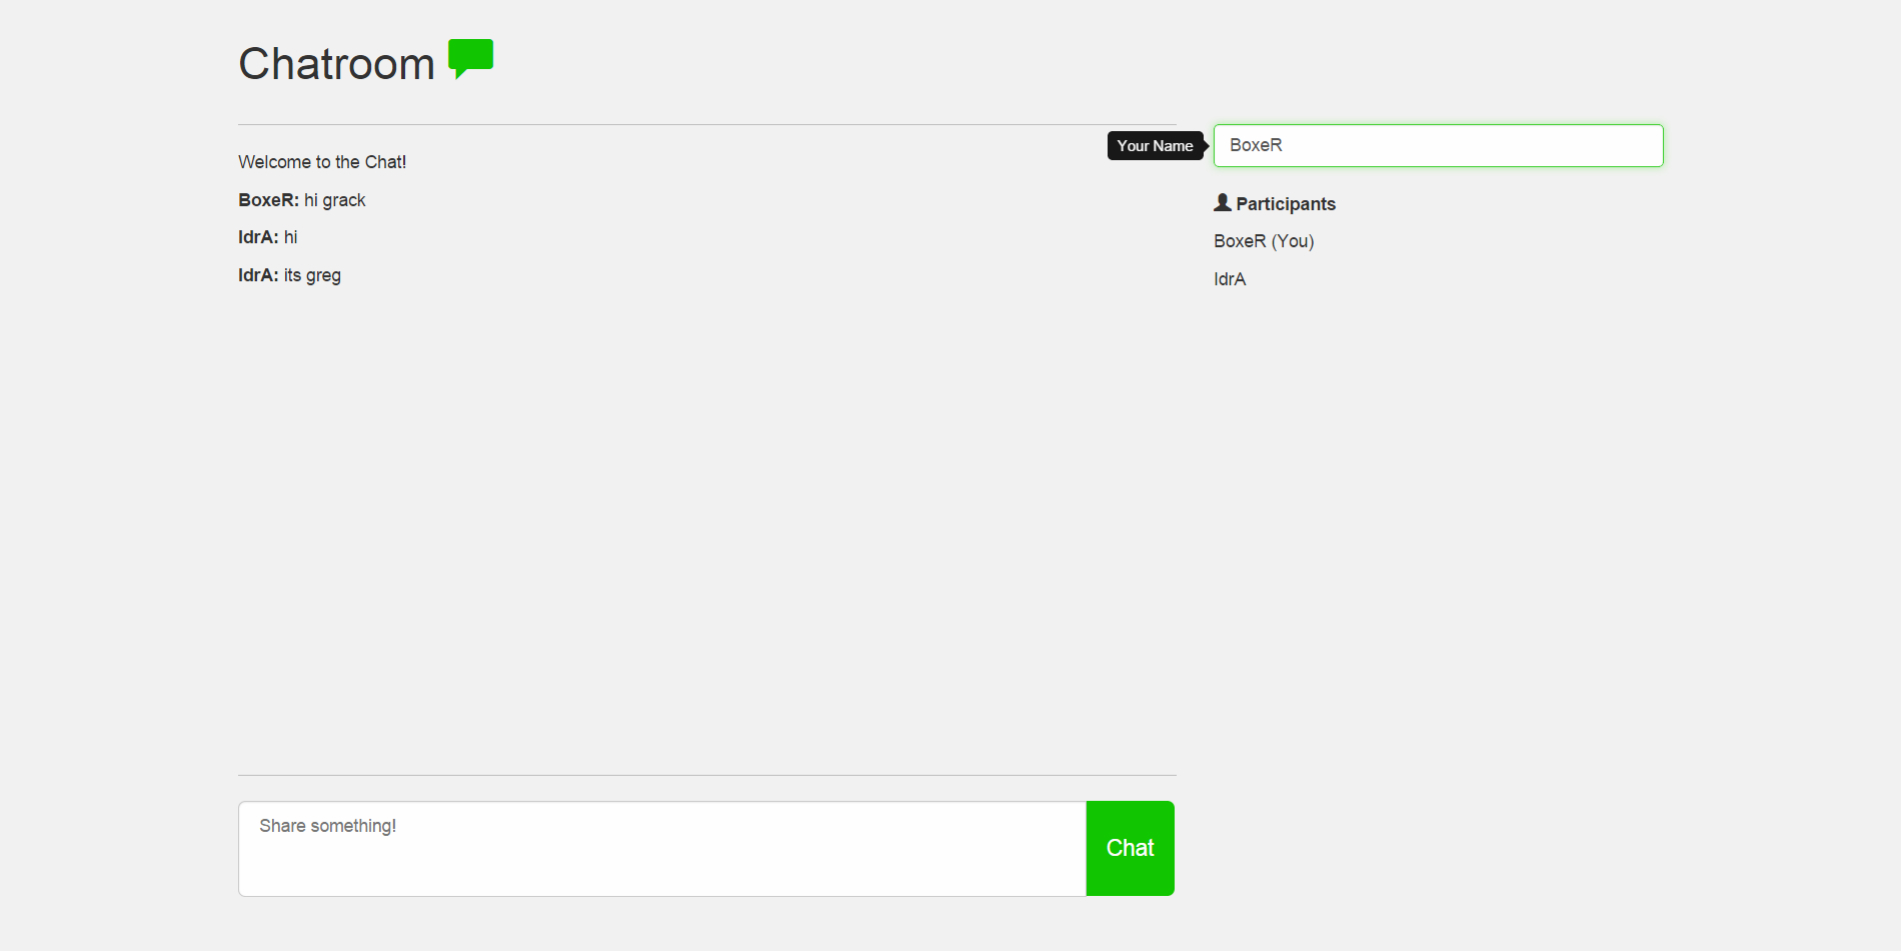 Chatroom
Welcome to the Chat!
BoxeR: hi grack
IdrA: hi
IdrA: its greg
Share something!
Chat
Your Name
BoxeR
Participants
BoxeR (You)
IdrA